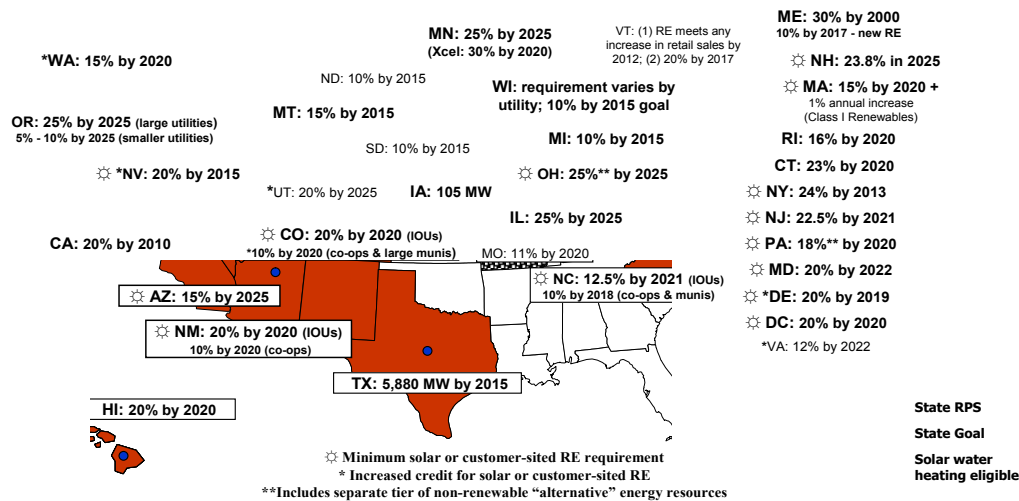 *WA: 15% by 2020
OR: 25% by 2025 (large utilities)
5% - 10% by 2025 (smaller utilities)
☼ *NV: 20% by 2015
CA: 20% by 2010
MN: 25% by 2025
(Xcel: 30% by 2020)
ND: 10% by 2015
MT: 15% by 2015
SD: 10% by 2015
*UT: 20% by 2025
IA: 105 MW
☼ CO: 20% by 2020 (IOUs)
*10% by 2020 (co-ops & large munis)
WI: requirement varies by
utility; 10% by 2015 goal
MI: 10% by 2015
☼ OH: 25%** by 2025
IL: 25% by 2025
MO: 11% by 2020
VT: (1) RE meets any
increase in retail sales by
2012; (2) 20% by 2017
ME: 30% by 2000
10% by 2017 - new RE
☼ NH: 23.8% in 2025
☼ MA: 15% by 2020 +
1% annual increase
(Class I Renewables)
RI: 16% by 2020
CT: 23% by 2020
☼ NY: 24% by 2013
☼ NJ: 22.5% by 2021
☼ PA: 18%** by 2020
☼ MD: 20% by 2022
☼ *DE: 20% by 2019
☼ DC: 20% by 2020
*VA: 12% by 2022
☼ NC: 12.5% by 2021 (IOUs)
10% by 2018 (co-ops & munis)
☼ AZ: 15% by 2025
☼ NM: 20% by 2020 (IOUs)
10% by 2020 (co-ops)
TX: 5,880 MW by 2015
HI: 20% by 2020
State RPS
State Goal
Solar water
heating eligible
☼ Minimum solar or customer-sited RE requirement
* Increased credit for solar or customer-sited RE
**Includes separate tier of non-renewable “alternative” energy resources